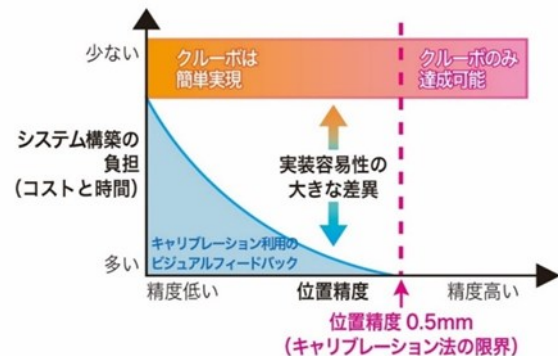 少ない
クルーボは
簡単実現
クルーボのみ
達成可能
システム構築の
負担
(コストと時間)
実装容易性の
大きな差異
キャリブレーション利用の
ビジュアルフィードバック
多い
精度低い
位置精度
精度高い
位置精度 0.5mm
(キャリブレーション法の限界)